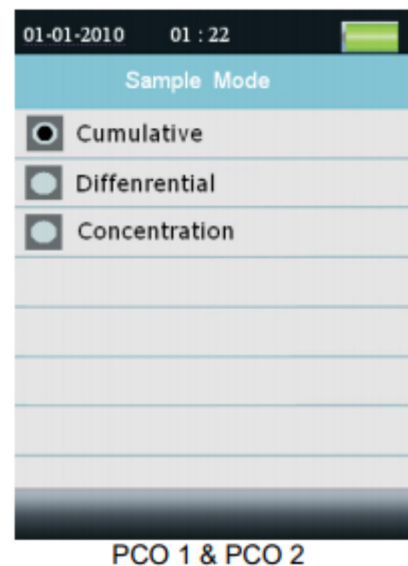 01-01-2010 01 : 22
Sample Mode
Cumulative
Diffenrential
Concentration
PCO 1 & PCO 2